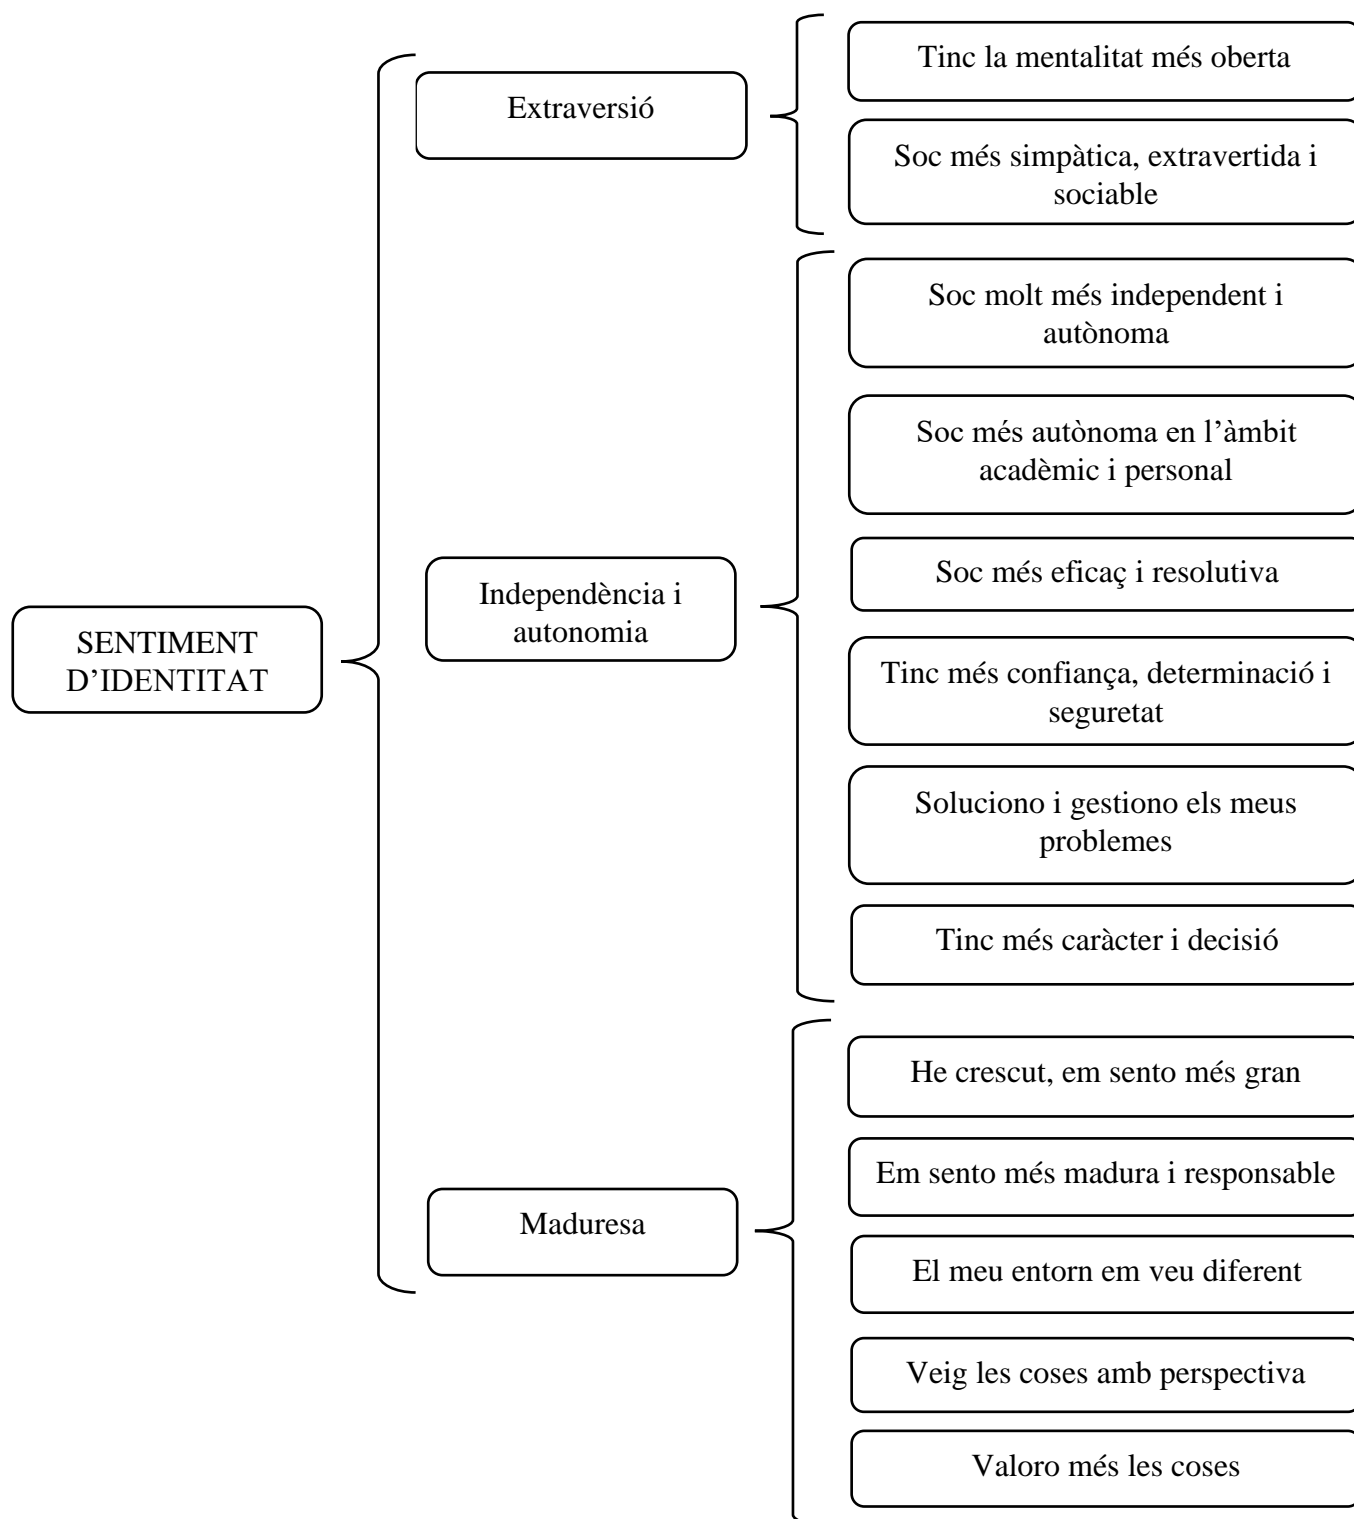 SENTIMENT
D’IDENTITAT
Extraversió
Tinc la mentalitat més oberta
Soc més simpàtica, extravertida i
sociable
Independència i
autonomia
Soc molt més independent i
autònoma
Soc més autònoma en l’àmbit
acadèmic i personal
Soc més eficaç i resolutiva
Tinc més confiança, determinació i
seguretat
Soluciono i gestiono els meus
problemes
Tinc més caràcter i decisió
Maduresa
He crescut, em sento més gran
Em sento més madura i responsable
El meu entorn em veu diferent
Veig les coses amb perspectiva
Valoro més les coses